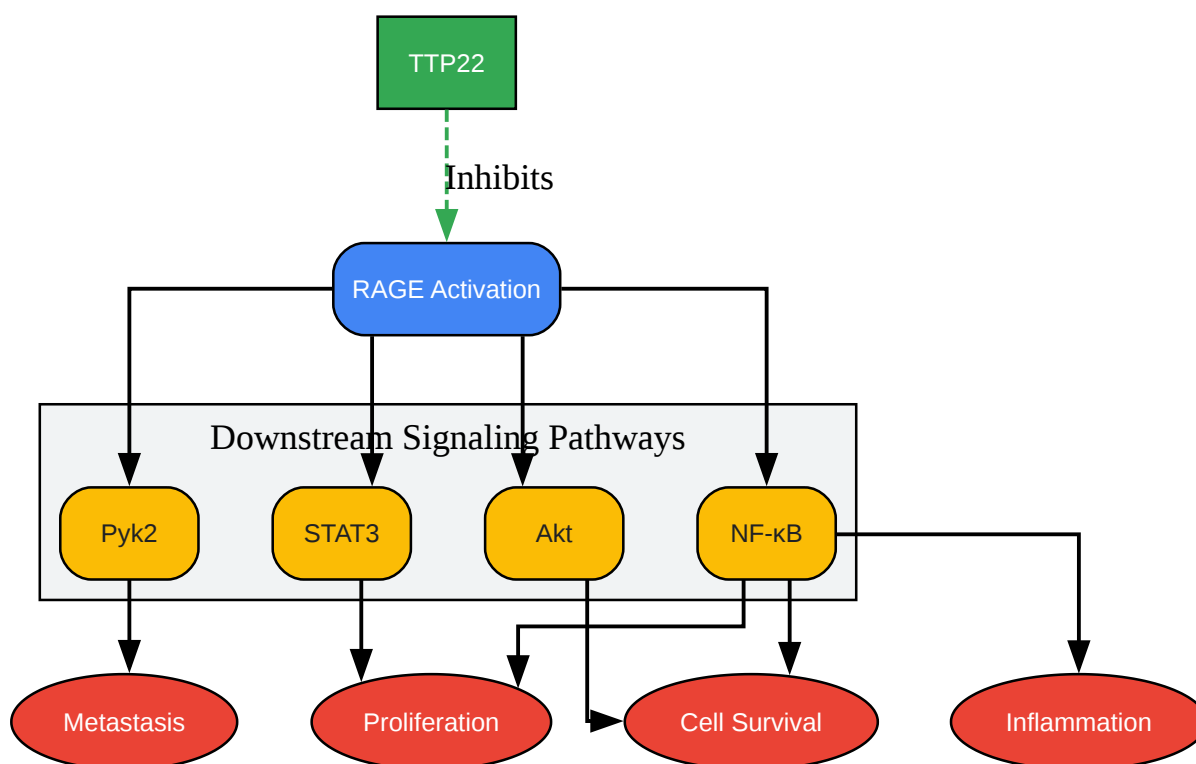 TTP22
Inhibits
RAGE Activation
Downstream Signaling Pathways
Pyk2
STAT3
Akt
NF-κB
Metastasis
Proliferation
Cell Survival
Inflammation